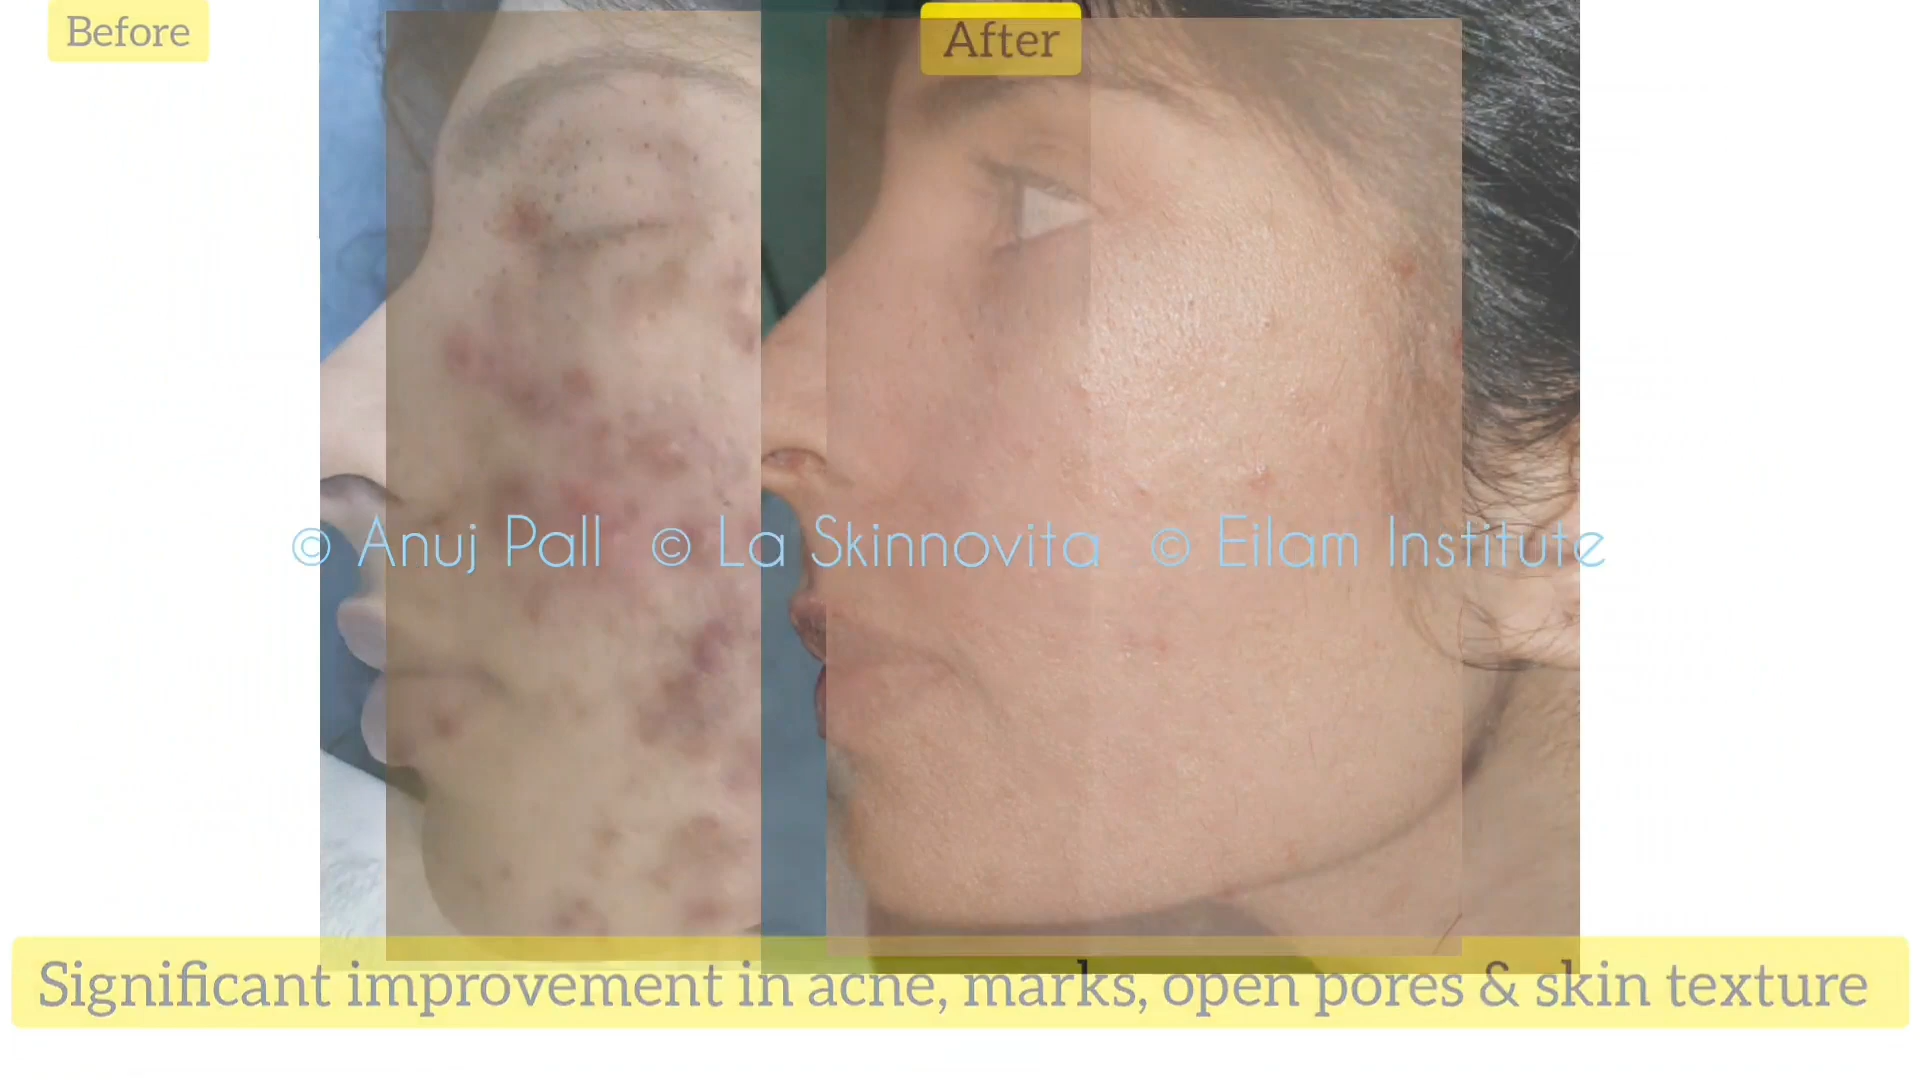 Before
After
© Anuj Pall © La Skinnovita © Eilam Institute
Significant improvement in acne, marks, open pores & skin texture